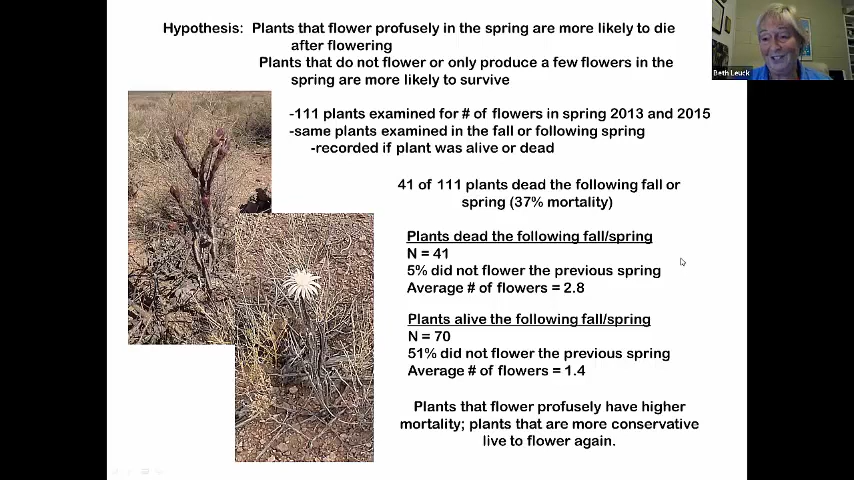 Hypothesis: Plants that flower profusely in the spring are more likely to die
after flowering
Plants that do not flower or only produce a few flowers in the
spring are more likely to survive
-111 plants examined for # of flowers in spring 2013 and 2015
-same plants examined in the fall or following spring
-recorded if plant was alive or dead
41 of 111 plants dead the following fall or
spring (37% mortality)
Plants dead the following fall/spring
N = 41
5% did not flower the previous spring
Average # of flowers = 2.8
Plants alive the following fall/spring
N = 70
51% did not flower the previous spring
Average # of flowers = 1.4
Plants that flower profusely have higher
mortality; plants that are more conservative
live to flower again.
Beth Leuck